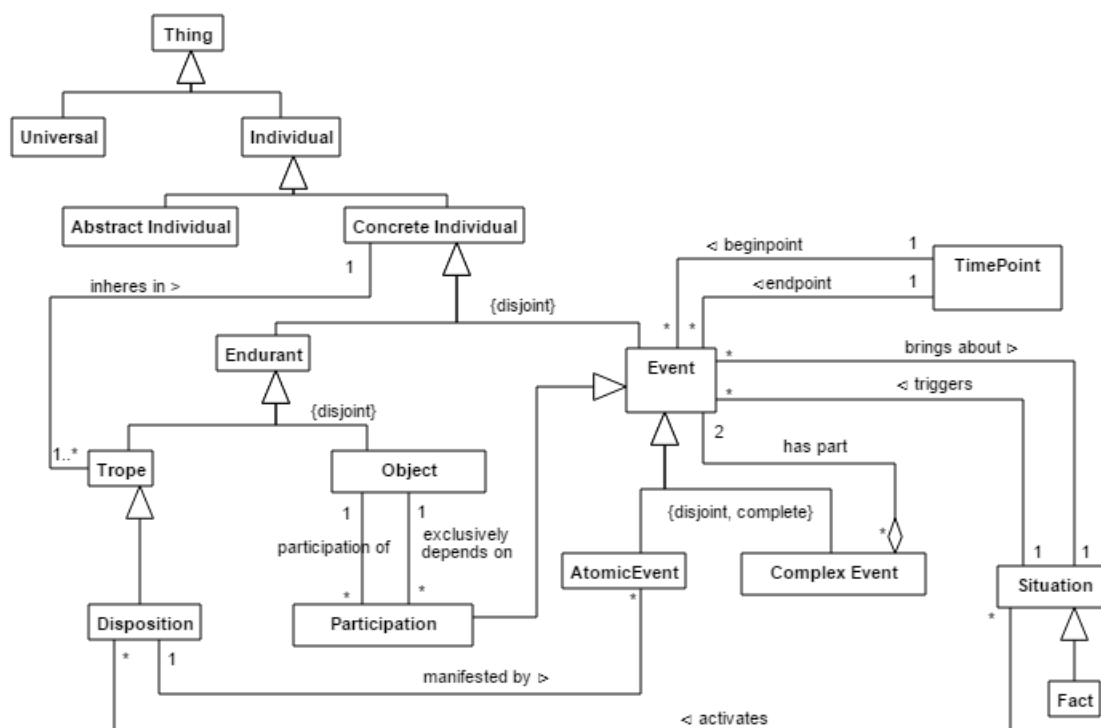 Thing
Universal
Individual
Abstract Individual
Concrete Individual
1
inheres in >
{disjoint}
< beginpoint
1
TimePoint
<endpoint
1
*
*
Endurant
Event
*
brings about >
*
< triggers
{disjoint}
2
1..*
Trope
Object
has part
1
1
participation of
exclusively
depends on
{disjoint, complete}
*
*
*
AtomicEvent
Complex Event
1
1
Situation
*
*
Disposition
Participation
*
1
manifested by >
Fact
< activates